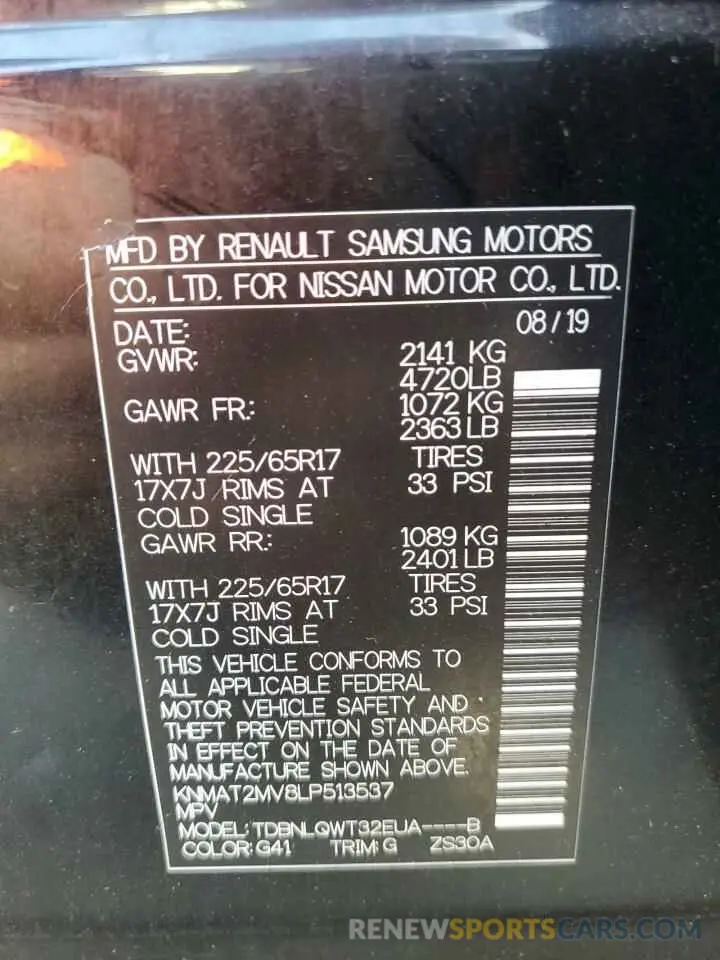 MFD BY RENAULT SAMSUNG MOTORS
CO., LTD. FOR NISSAN MOTOR CO., LTD.
DATE: 08/19
GVWR: 2141 KG
4720LB
GAWR FR.: 1072 KG
2363LB
WITH 225/65R17 TIRES
17X7J RIMS AT 33 PSI
COLD SINGLE
GAWR RR.: 1089 KG
2401LB
WITH 225/65R17 TIRES
17X7J RIMS AT 33 PSI
COLD SINGLE
THIS VEHICLE CONFORMS TO
ALL APPLICABLE FEDERAL
MOTOR VEHICLE SAFETY AND
THEFT PREVENTION STANDARDS
IN EFFECT ON THE DATE OF
MANUFACTURE SHOWN ABOVE.
KNMAT2MV8LP513537
MPV
MODEL: TDBNLQWT32EUA----B
COLOR: G41 TRIM: G ZS30A
RENEWSPORTSCARS.COM